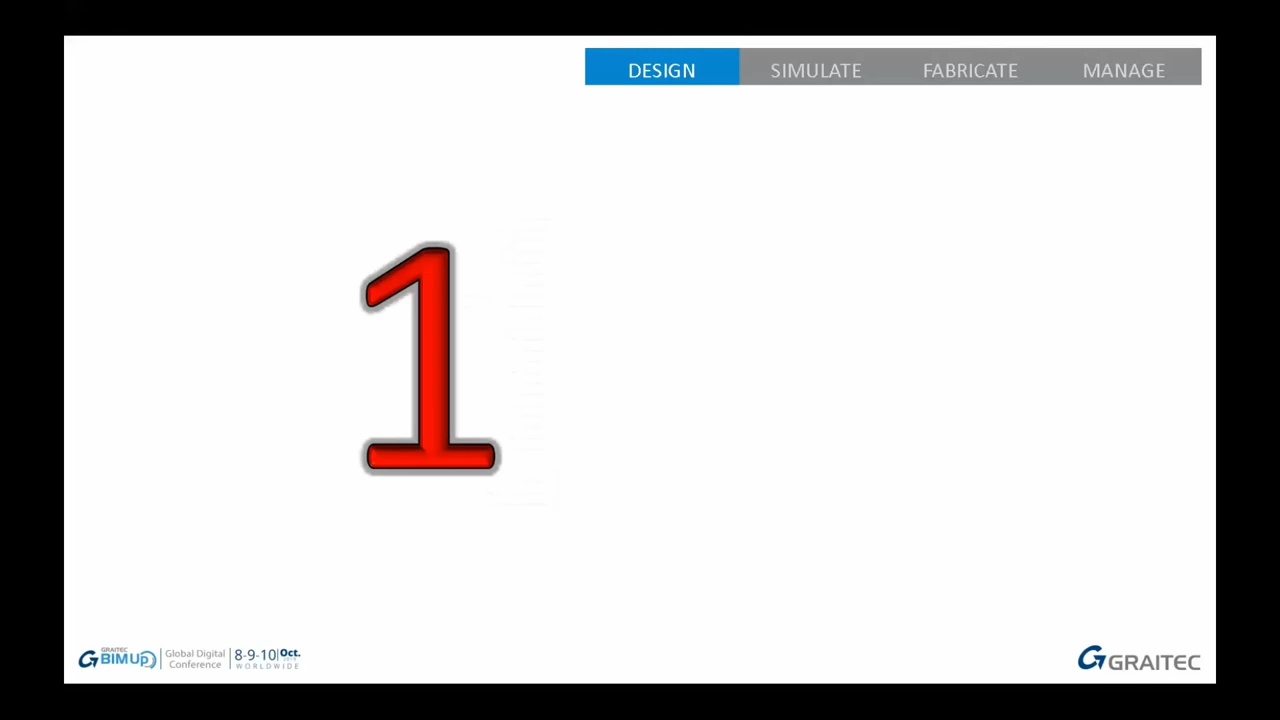 DESIGN SIMULATE FABRICATE MANAGE
1
GRAITEC
BIMUP
Global Digital
Conference
8-9-10 Oct.
WORLDWIDE
GRAITEC